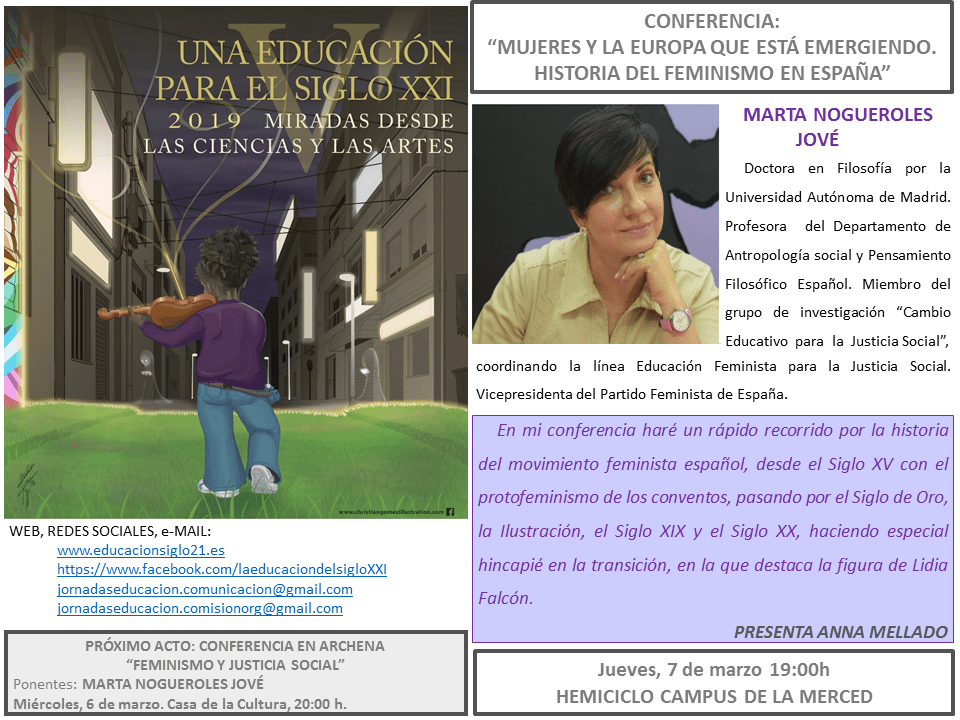 UNA EDUCACIÓN
PARA EL SIGLO XXI
2019 MIRADAS DESDE
LAS CIENCIAS Y LAS ARTES
V
www.christiangomezillustration.com
WEB, REDES SOCIALES, e-MAIL:
www.educacionsiglo21.es
https://www.facebook.com/laeducaciondelsigloXXI
jornadaseducacion.comunicacion@gmail.com
jornadaseducacion.comisionorg@gmail.com
PRÓXIMO ACTO: CONFERENCIA EN ARCHENA
“FEMINISMO Y JUSTICIA SOCIAL”
Ponentes: MARTA NOGUEROLES JOVÉ
Miércoles, 6 de marzo. Casa de la Cultura, 20:00 h.
CONFERENCIA:
“MUJERES Y LA EUROPA QUE ESTÁ EMERGIENDO.
HISTORIA DEL FEMINISMO EN ESPAÑA”
MARTA NOGUEROLES
JOVÉ
Doctora en Filosofía por la
Universidad Autónoma de Madrid.
Profesora del Departamento de
Antropología social y Pensamiento
Filosófico Español. Miembro del
grupo de investigación “Cambio
Educativo para la Justicia Social”,
coordinando la línea Educación Feminista para la Justicia Social.
Vicepresidenta del Partido Feminista de España.
En mi conferencia haré un rápido recorrido por la historia
del movimiento feminista español, desde el Siglo XV con el
protofeminismo de los conventos, pasando por el Siglo de Oro,
la Ilustración, el Siglo XIX y el Siglo XX, haciendo especial
hincapié en la transición, en la que destaca la figura de Lidia
Falcón.
PRESENTA ANNA MELLADO
Jueves, 7 de marzo 19:00h
HEMICICLO CAMPUS DE LA MERCED